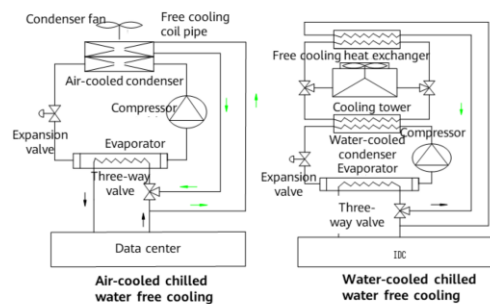 Condenser fan
Free cooling
coil pipe
Air-cooled condenser
Compressor
Expansion
valve
Evaporator
Three-way
valve
Data center
Air-cooled chilled
water free cooling
Free cooling heat exchanger
Cooling tower
Water-cooled
condenser
Compressor
Evaporator
Expansion
valve
Three-
way valve
IDC
Water-cooled chilled
water free cooling